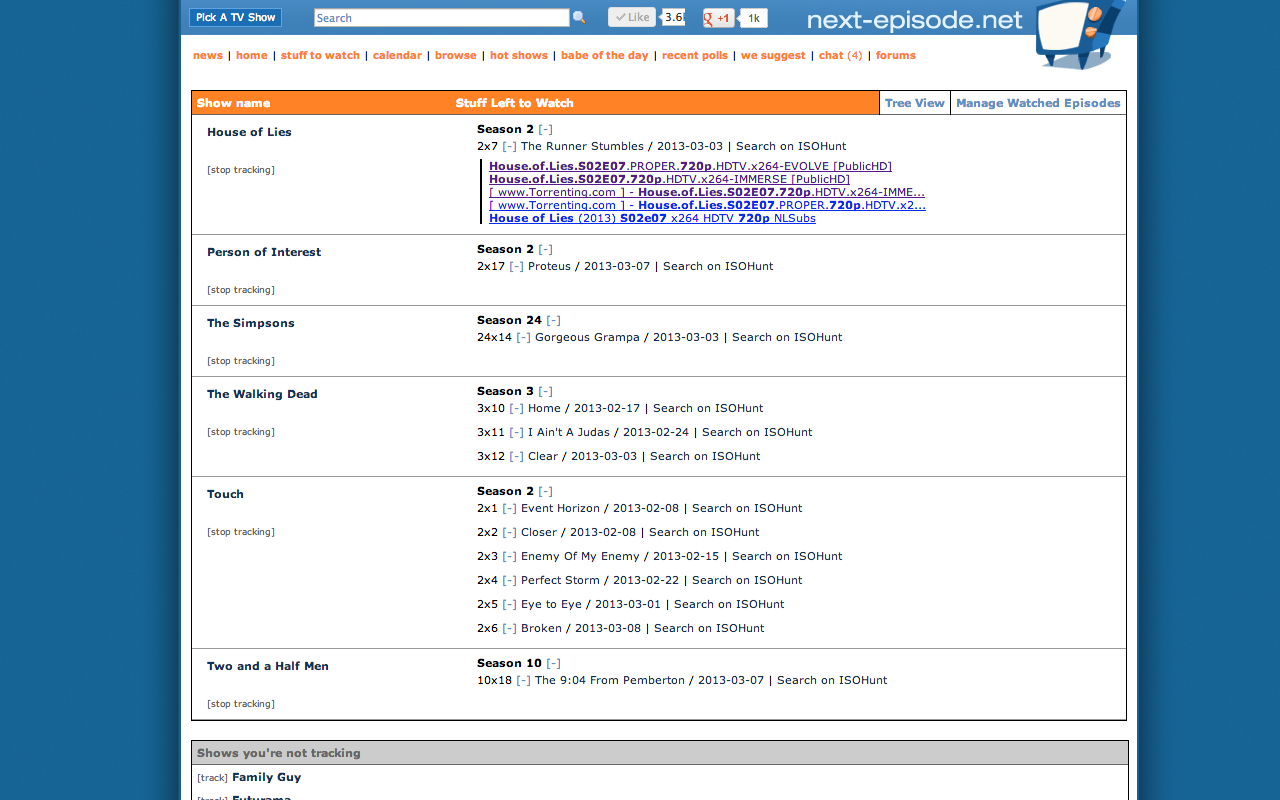 Pick A TV Show Search Like 3.6 +1 1k next-episode.net
news | home | stuff to watch | calendar | browse | hot shows | babe of the day | recent polls | we suggest | chat (4) | forums
Show name Stuff Left to Watch Tree View Manage Watched Episodes
House of Lies
[stop tracking]
Season 2 [-]
2x7 [-] The Runner Stumbles / 2013-03-03 | Search on ISOHunt
House.of.Lies.S02E07.PROPER.720p.HDTV.x264-EVOLVE [PublicHD]
House.of.Lies.S02E07.720p.HDTV.x264-IMMERSE [PublicHD]
[ www.Torrenting.com ] - House.of.Lies.S02E07.720p.HDTV.x264-IMME...
[ www.Torrenting.com ] - House.of.Lies.S02E07.PROPER.720p.HDTV.x2...
House of Lies (2013) S02e07 x264 HDTV 720p NLSubs
Person of Interest
[stop tracking]
Season 2 [-]
2x17 [-] Proteus / 2013-03-07 | Search on ISOHunt
The Simpsons
[stop tracking]
Season 24 [-]
24x14 [-] Gorgeous Grampa / 2013-03-03 | Search on ISOHunt
The Walking Dead
[stop tracking]
Season 3 [-]
3x10 [-] Home / 2013-02-17 | Search on ISOHunt
3x11 [-] I Ain't A Judas / 2013-02-24 | Search on ISOHunt
3x12 [-] Clear / 2013-03-03 | Search on ISOHunt
Touch
[stop tracking]
Season 2 [-]
2x1 [-] Event Horizon / 2013-02-08 | Search on ISOHunt
2x2 [-] Closer / 2013-02-08 | Search on ISOHunt
2x3 [-] Enemy Of My Enemy / 2013-02-15 | Search on ISOHunt
2x4 [-] Perfect Storm / 2013-02-22 | Search on ISOHunt
2x5 [-] Eye to Eye / 2013-03-01 | Search on ISOHunt
2x6 [-] Broken / 2013-03-08 | Search on ISOHunt
Two and a Half Men
[stop tracking]
Season 10 [-]
10x18 [-] The 9:04 From Pemberton / 2013-03-07 | Search on ISOHunt
Shows you're not tracking
[track] Family Guy
[track] Futurama